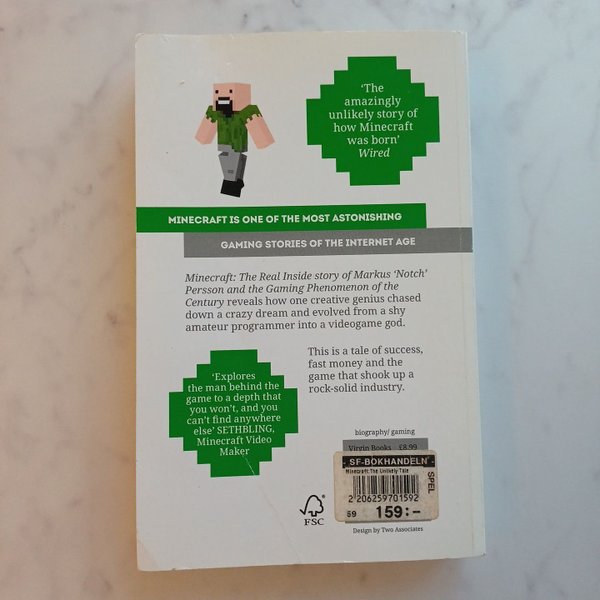 ‘The
amazingly
unlikely story of
how Minecraft
was born’
Wired
MINECRAFT IS ONE OF THE MOST ASTONISHING
GAMING STORIES OF THE INTERNET AGE
Minecraft: The Real Inside story of Markus ‘Notch’
Persson and the Gaming Phenomenon of the
Century reveals how one creative genius chased
down a crazy dream and evolved from a shy
amateur programmer into a videogame god.
This is a tale of success,
fast money and the
game that shook up a
rock-solid industry.
‘Explores
the man behind the
game to a depth that
you won’t, and you
can’t find anywhere
else’ SETHBLING,
Minecraft Video
Maker
biography/ gaming
Virgin Books £8.99
SF-BOKHANDELN
Minecraft: The Unlikely Tale
SPEL
2 206259701592
59 159:-
FSC
Design by Two Associates